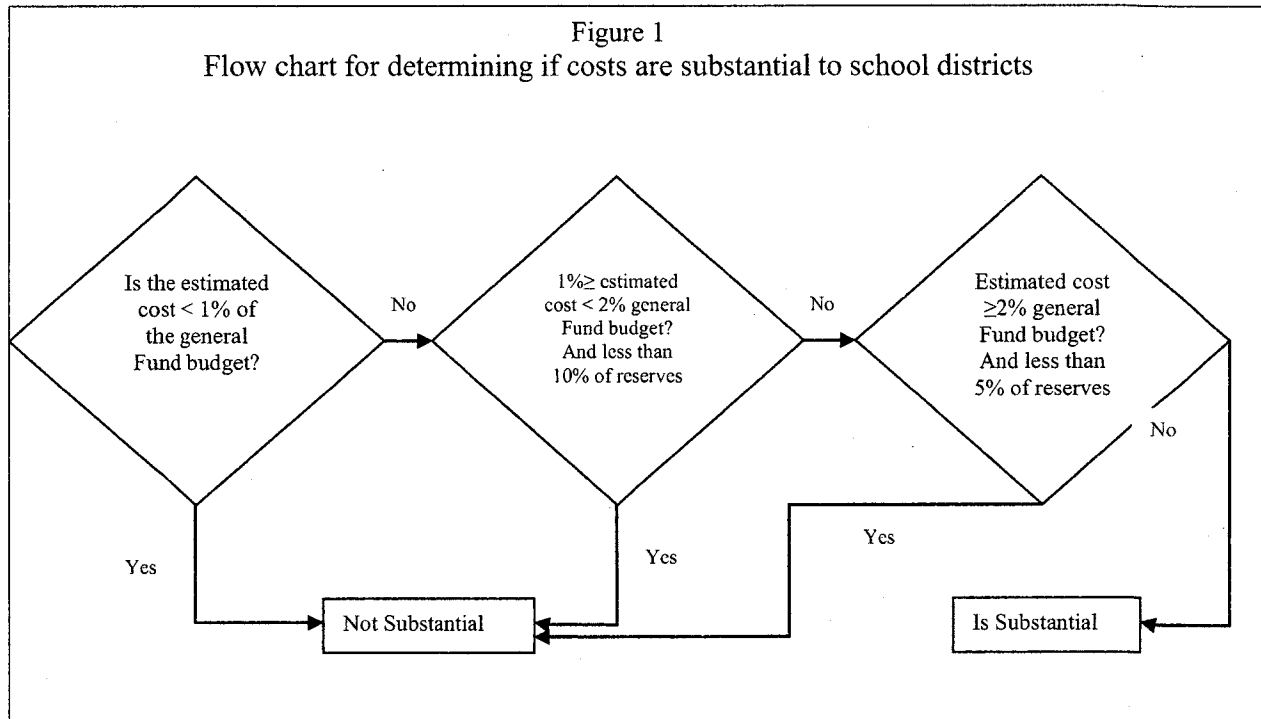 Figure 1
Flow chart for determining if costs are substantial to school districts
Is the estimated
cost < 1% of
the general
Fund budget?
No
1%≥ estimated
cost < 2% general
Fund budget?
And less than
10% of reserves
No
Estimated cost
≥2% general
Fund budget?
And less than
5% of reserves
No
Yes
Yes
Yes
Not Substantial
Is Substantial